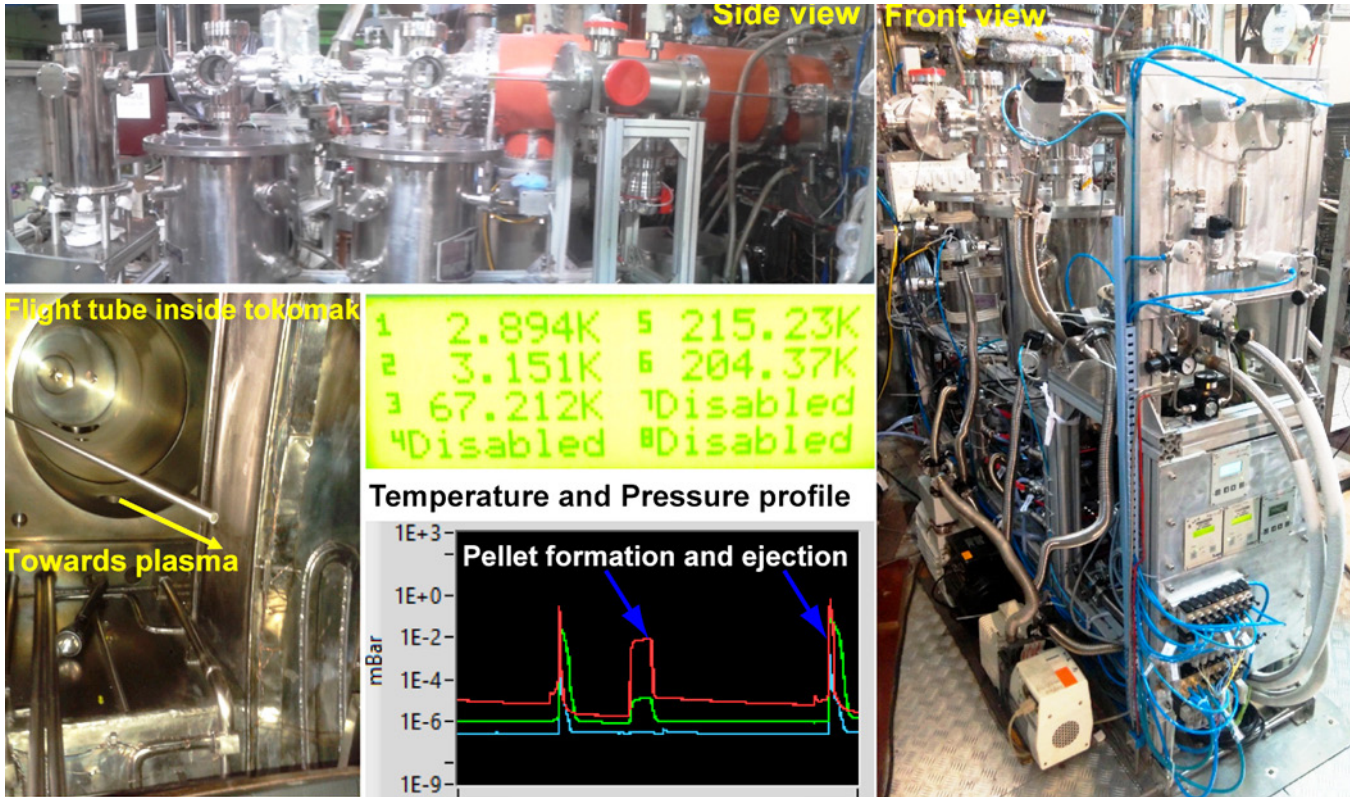 Side view
Front view
Flight tube inside tokomak
Towards plasma
1 2.894K 5 215.23K
2 3.151K 6 204.37K
3 67.212K 7Disabled
4Disabled 8Disabled
Temperature and Pressure profile
Pellet formation and ejection
mBar
1E+3
1E+0
1E-2
1E-4
1E-6
1E-9